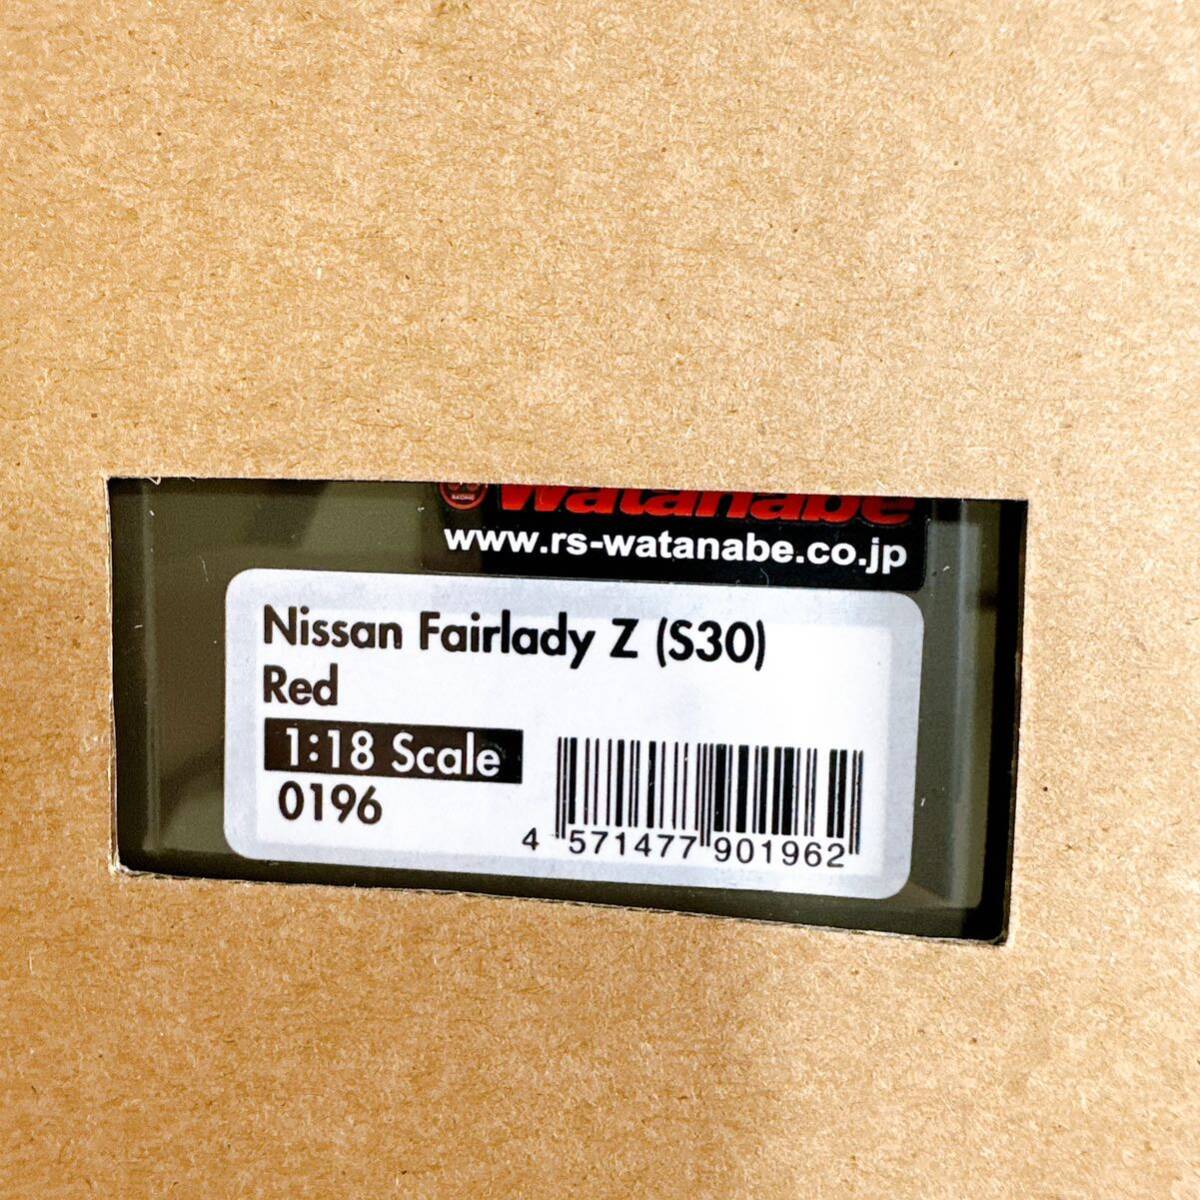 Watanabe
www.rs-watanabe.co.jp
Nissan Fairlady Z (S30)
Red
1:18 Scale
0196
4 571477 901962